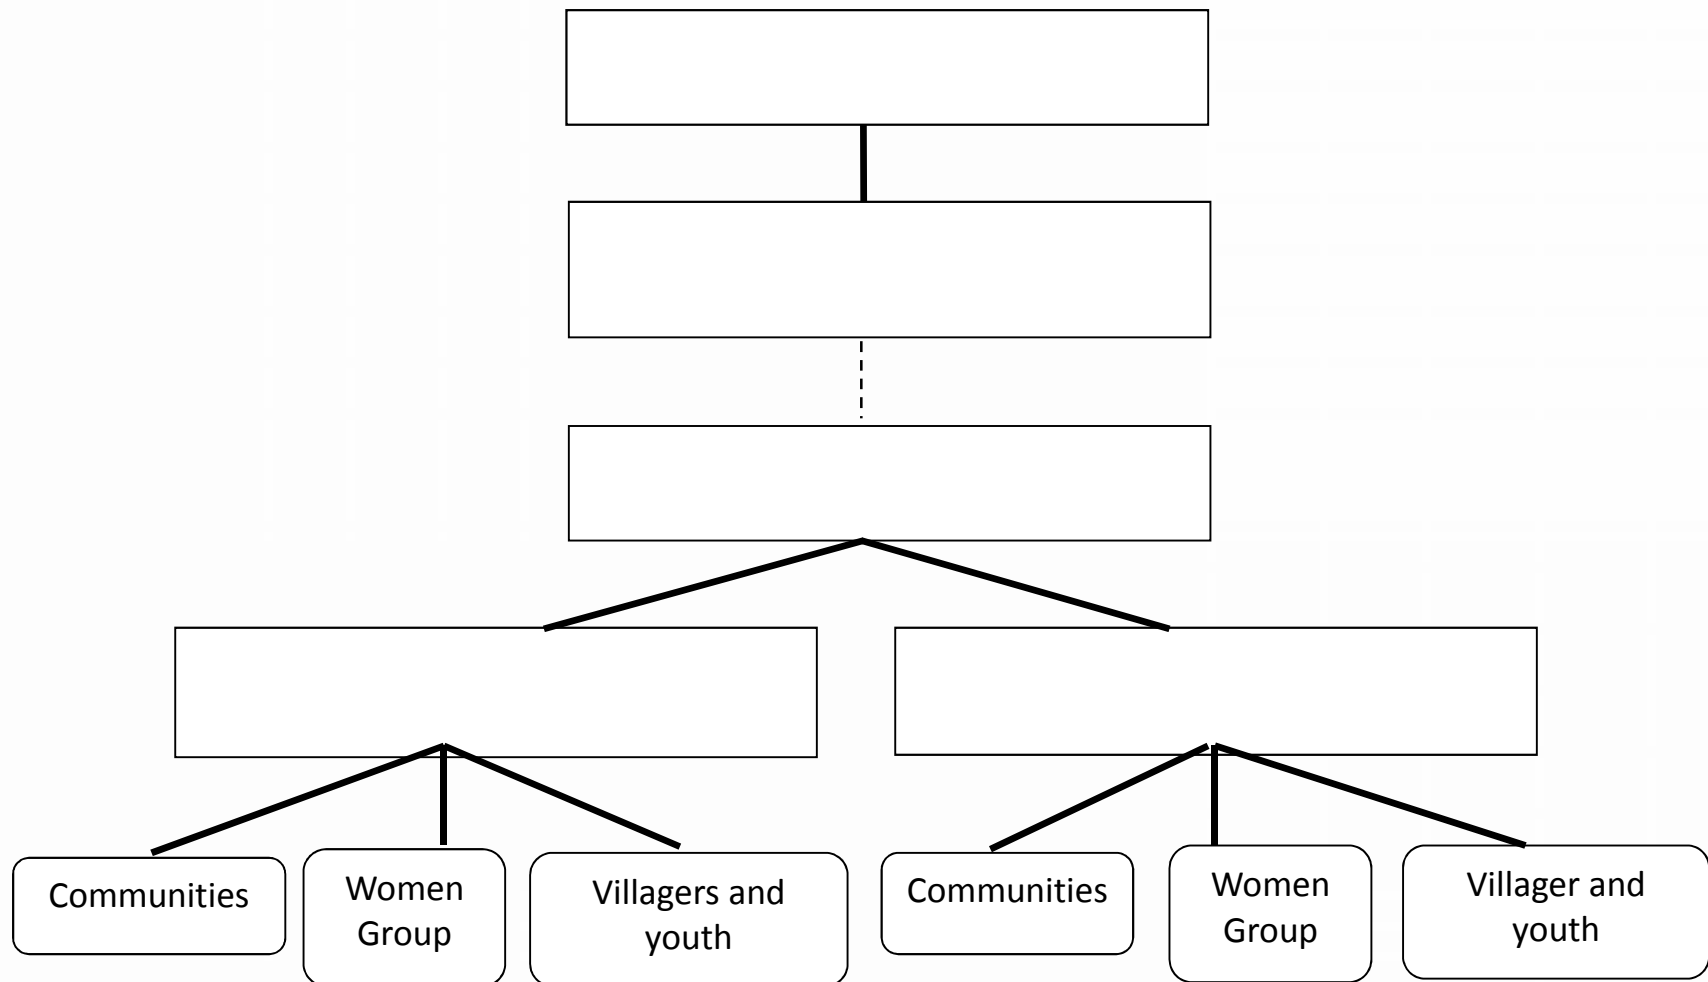 Communities
Women
Group
Villagers and
youth
Communities
Women
Group
Villager and
youth